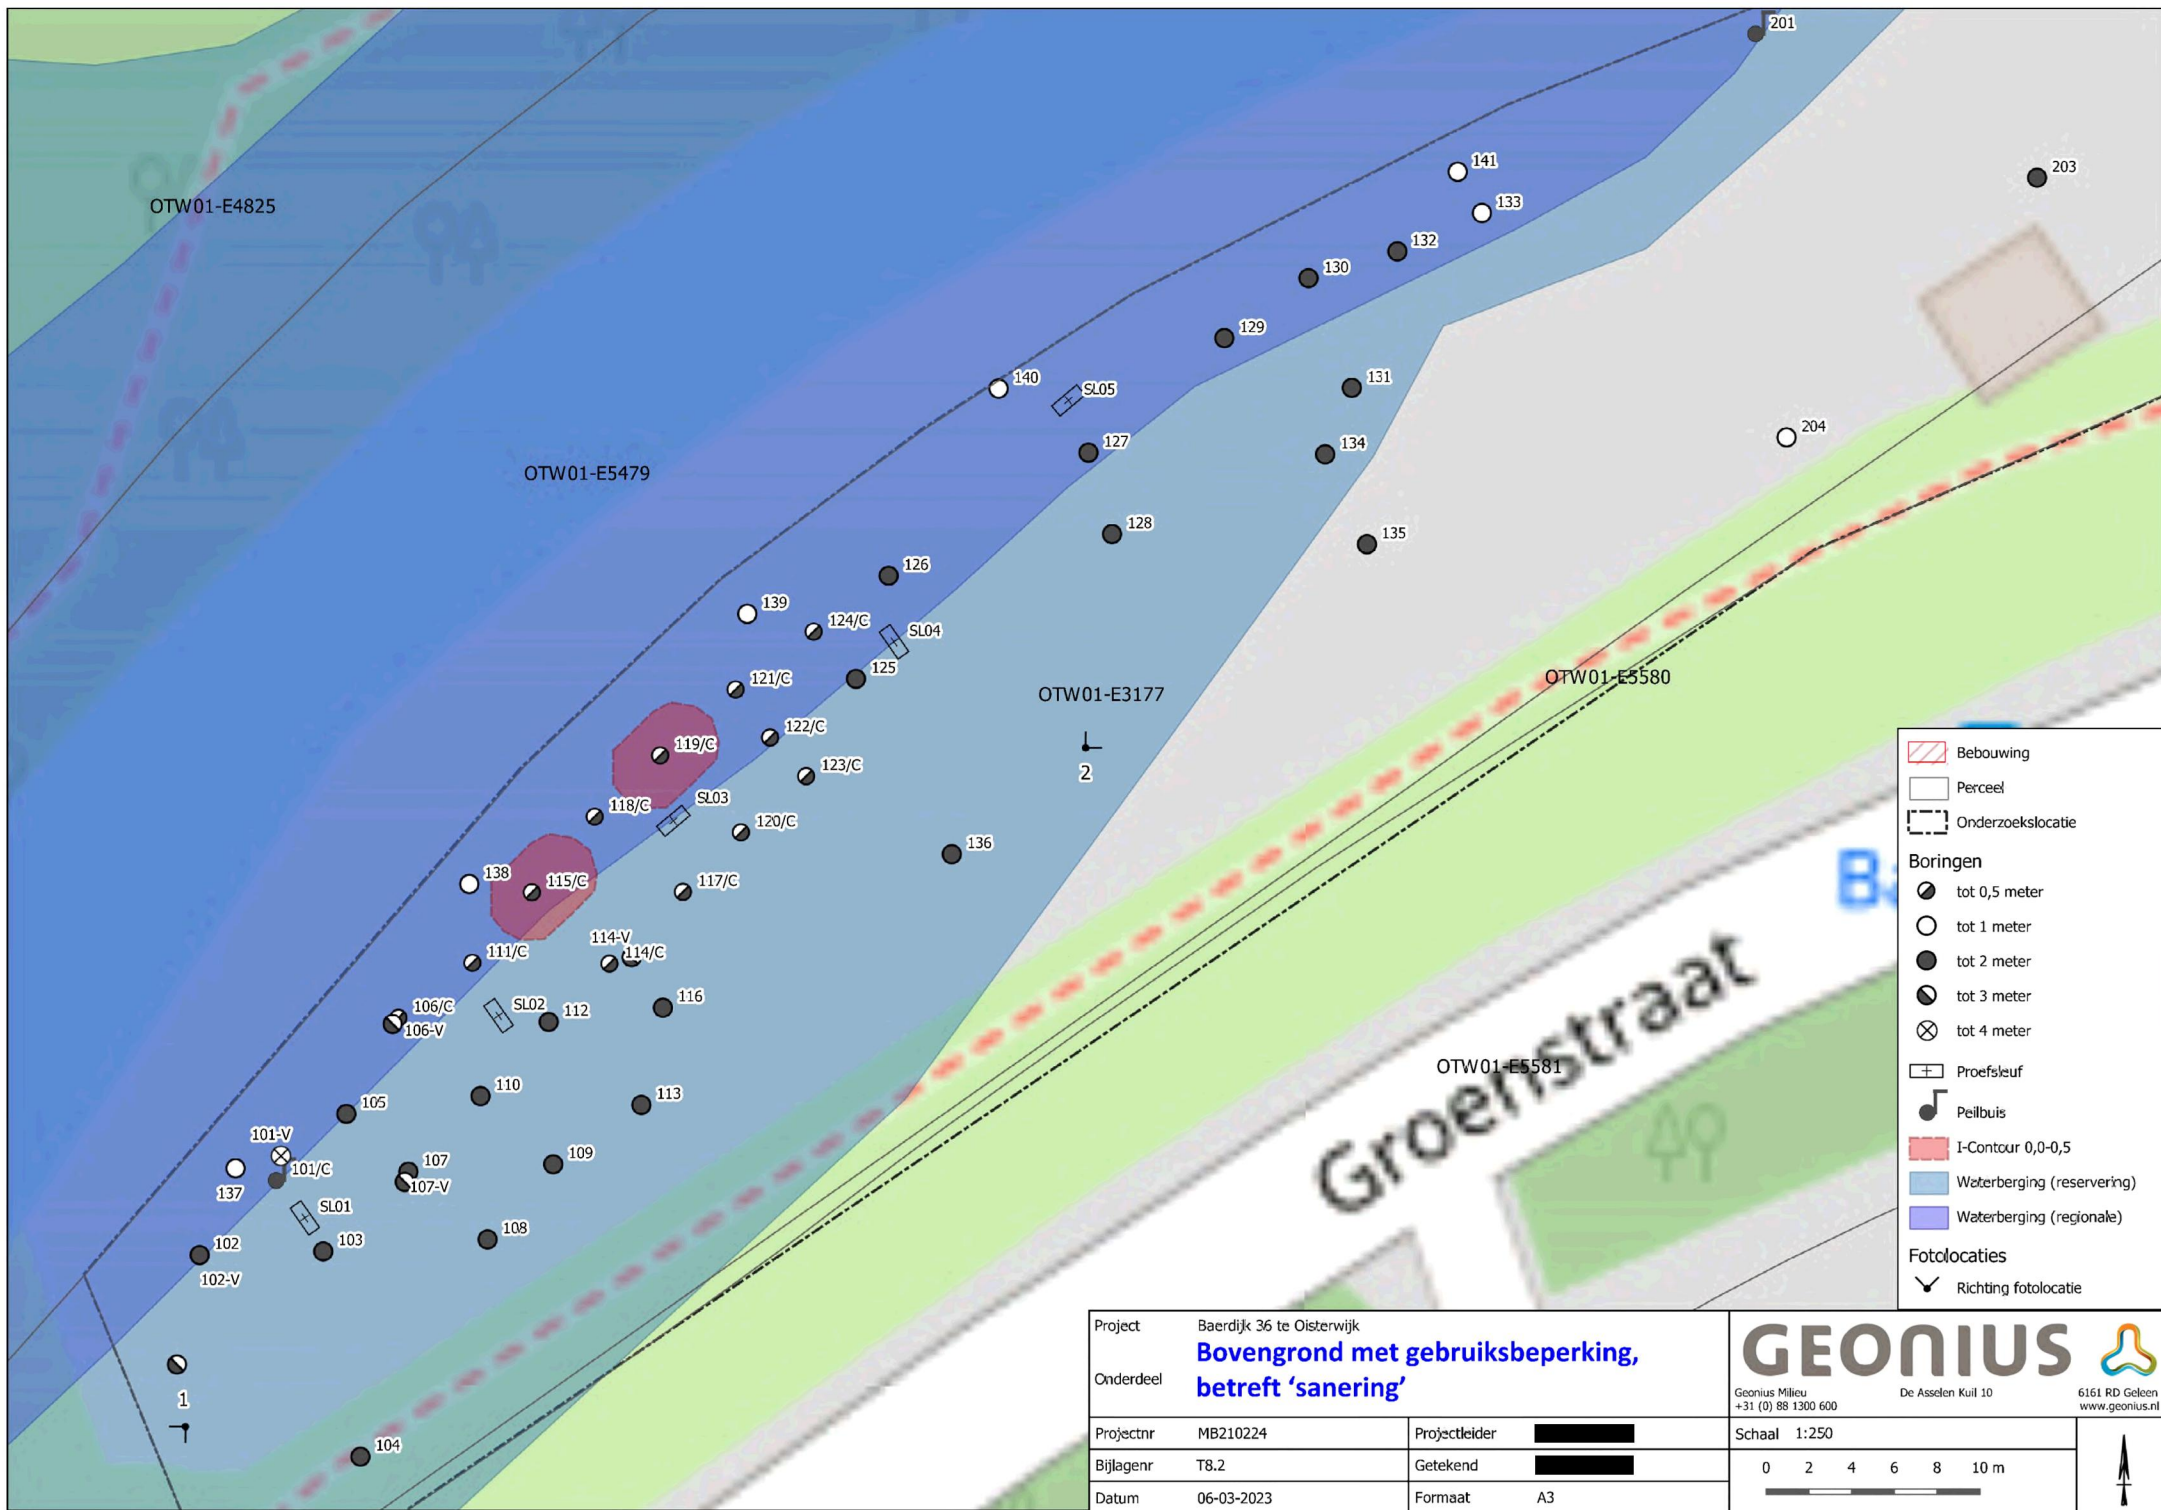 201
141
203
133
OTW01-E4825
132
130
129
140
131
SL05
204
127
134
OTW01-E5479
128
135
126
139
124/C
SL04
125
OTW01-E5580
121/C
OTW01-E3177
122/C
119/C
2
123/C
SL03
118/C
120/C
136
138
115/C
117/C
114-V
111/C
114/C
SL02
112
116
106/C
106-V
OTW01-E5581
Groenstraat
110
113
105
101-V
107
109
101/C
107-V
137
SL01
108
102
103
102-V
1
104
Bebouwing
Perceel
Onderzoekslocatie
Boringen
tot 0,5 meter
tot 1 meter
tot 2 meter
tot 3 meter
tot 4 meter
Proefsleuf
Peilbuis
I-Contour 0,0-0,5
Waterberging (reservering)
Waterberging (regionale)
Fotolocaties
Richting fotolocatie
Project Baerdijk 36 te Oisterwijk
Onderdeel Bovengrond met gebruiksbeperking,
betreft ‘sanering’
Projectnr MB210224 Projectleider
Bijlagenr T8.2 Getekend
Datum 06-03-2023 Formaat A3
GEONIUS
Geonius Milieu De Asselen Kuil 10 6161 RD Geleen
+31 (0) 88 1300 600 www.geonius.nl
Schaal 1:250
0 2 4 6 8 10 m